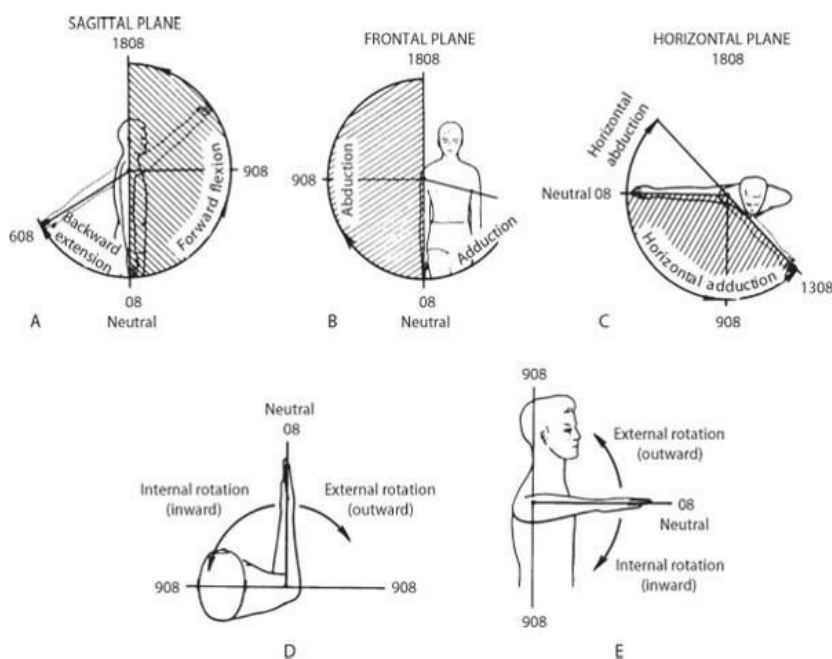 SAGITTAL PLANE
1808
908
Forward flexion
Backward
extension
608
08
Neutral
A
FRONTAL PLANE
1808
908
Abduction
Adduction
08
Neutral
B
HORIZONTAL PLANE
1808
Horizontal
abduction
Neutral 08
Horizontal adduction
1308
908
C
Neutral
08
Internal rotation
(inward)
External rotation
(outward)
908
908
D
908
External rotation
(outward)
08
Neutral
Internal rotation
(inward)
908
E